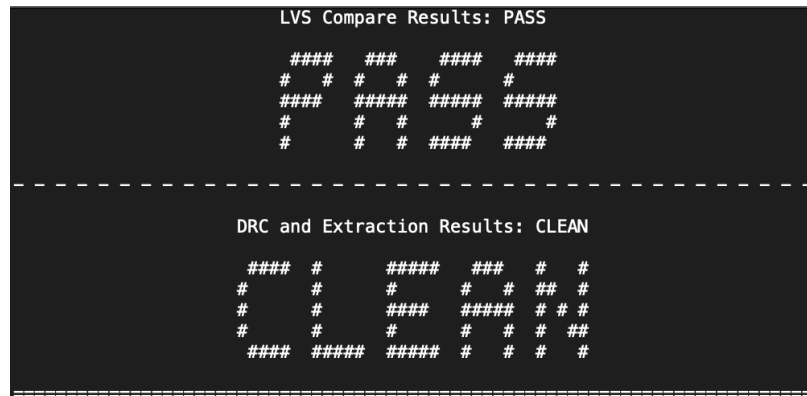 LVS Compare Results: PASS
PASS
DRC and Extraction Results: CLEAN
CLEAN